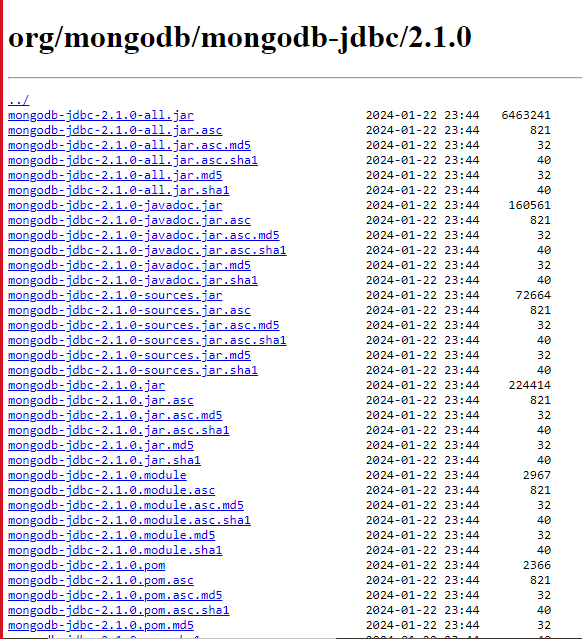 org/mongodb/mongodb-jdbc/2.1.0
../
mongodb-jdbc-2.1.0-all.jar 2024-01-22 23:44 6463241
mongodb-jdbc-2.1.0-all.jar.asc 2024-01-22 23:44 821
mongodb-jdbc-2.1.0-all.jar.asc.md5 2024-01-22 23:44 32
mongodb-jdbc-2.1.0-all.jar.asc.sha1 2024-01-22 23:44 40
mongodb-jdbc-2.1.0-all.jar.md5 2024-01-22 23:44 32
mongodb-jdbc-2.1.0-all.jar.sha1 2024-01-22 23:44 40
mongodb-jdbc-2.1.0-javadoc.jar 2024-01-22 23:44 160561
mongodb-jdbc-2.1.0-javadoc.jar.asc 2024-01-22 23:44 821
mongodb-jdbc-2.1.0-javadoc.jar.asc.md5 2024-01-22 23:44 32
mongodb-jdbc-2.1.0-javadoc.jar.asc.sha1 2024-01-22 23:44 40
mongodb-jdbc-2.1.0-javadoc.jar.md5 2024-01-22 23:44 32
mongodb-jdbc-2.1.0-javadoc.jar.sha1 2024-01-22 23:44 40
mongodb-jdbc-2.1.0-sources.jar 2024-01-22 23:44 72664
mongodb-jdbc-2.1.0-sources.jar.asc 2024-01-22 23:44 821
mongodb-jdbc-2.1.0-sources.jar.asc.md5 2024-01-22 23:44 32
mongodb-jdbc-2.1.0-sources.jar.asc.sha1 2024-01-22 23:44 40
mongodb-jdbc-2.1.0-sources.jar.md5 2024-01-22 23:44 32
mongodb-jdbc-2.1.0-sources.jar.sha1 2024-01-22 23:44 40
mongodb-jdbc-2.1.0.jar 2024-01-22 23:44 224414
mongodb-jdbc-2.1.0.jar.asc 2024-01-22 23:44 821
mongodb-jdbc-2.1.0.jar.asc.md5 2024-01-22 23:44 32
mongodb-jdbc-2.1.0.jar.asc.sha1 2024-01-22 23:44 40
mongodb-jdbc-2.1.0.jar.md5 2024-01-22 23:44 32
mongodb-jdbc-2.1.0.jar.sha1 2024-01-22 23:44 40
mongodb-jdbc-2.1.0.module 2024-01-22 23:44 2967
mongodb-jdbc-2.1.0.module.asc 2024-01-22 23:44 821
mongodb-jdbc-2.1.0.module.asc.md5 2024-01-22 23:44 32
mongodb-jdbc-2.1.0.module.asc.sha1 2024-01-22 23:44 40
mongodb-jdbc-2.1.0.module.md5 2024-01-22 23:44 32
mongodb-jdbc-2.1.0.module.sha1 2024-01-22 23:44 40
mongodb-jdbc-2.1.0.pom 2024-01-22 23:44 2366
mongodb-jdbc-2.1.0.pom.asc 2024-01-22 23:44 821
mongodb-jdbc-2.1.0.pom.asc.md5 2024-01-22 23:44 32
mongodb-jdbc-2.1.0.pom.asc.sha1 2024-01-22 23:44 40
mongodb-jdbc-2.1.0.pom.md5 2024-01-22 23:44 32